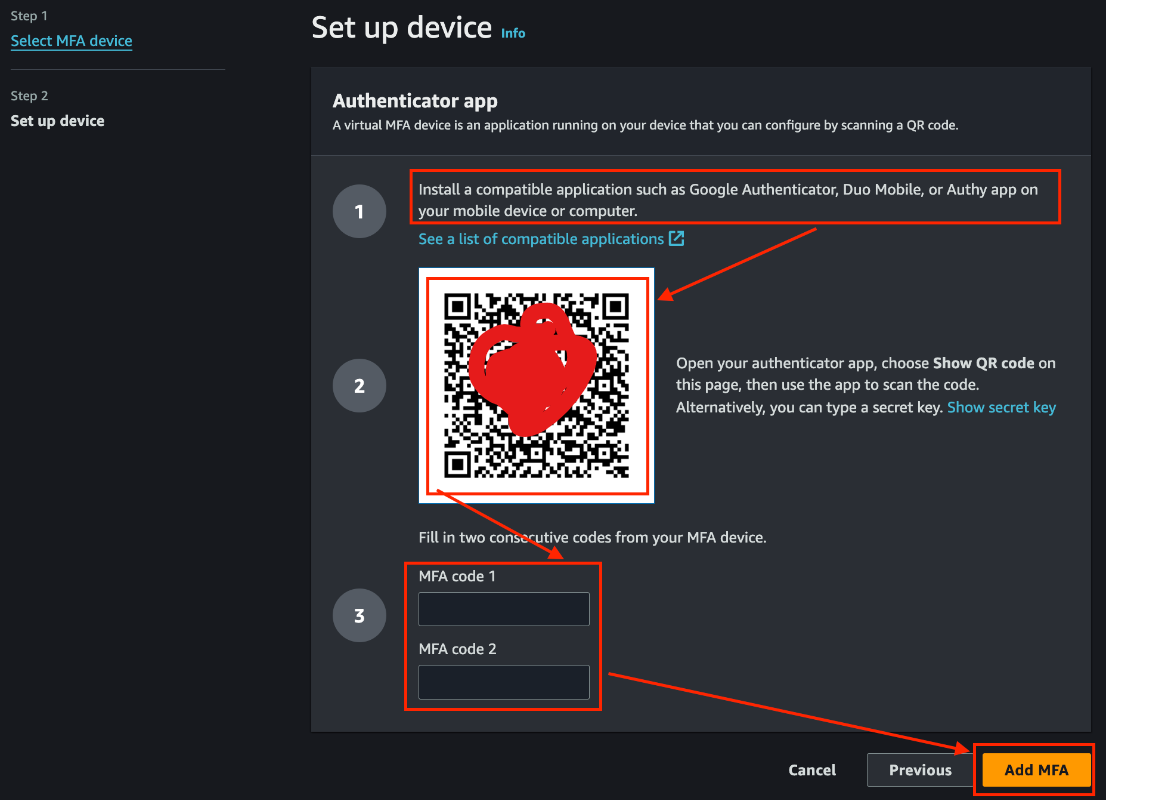 Step 1
Select MFA device
Step 2
Set up device
Set up device Info
Authenticator app
A virtual MFA device is an application running on your device that you can configure by scanning a QR code.
1
Install a compatible application such as Google Authenticator, Duo Mobile, or Authy app on
your mobile device or computer.
See a list of compatible applications
2
Open your authenticator app, choose Show QR code on
this page, then use the app to scan the code.
Alternatively, you can type a secret key. Show secret key
Fill in two consecutive codes from your MFA device.
3
MFA code 1
MFA code 2
Cancel
Previous
Add MFA